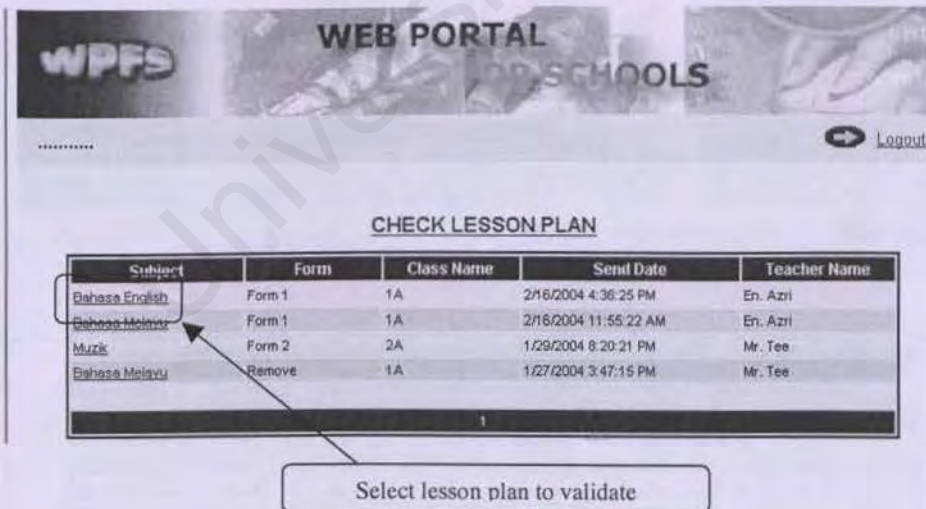 WPFS
WEB PORTAL
FOR SCHOOLS
...........
Logout
CHECK LESSON PLAN
Subject Form Class Name Send Date Teacher Name
Bahasa English Form 1 1A 2/16/2004 4:36:25 PM En. Azri
Bahasa Melayu Form 1 1A 2/16/2004 11:55:22 AM En. Azri
Muzik Form 2 2A 1/29/2004 8:20:21 PM Mr. Tee
Bahasa Melayu Remove 1A 1/27/2004 3:47:15 PM Mr. Tee
1
Select lesson plan to validate